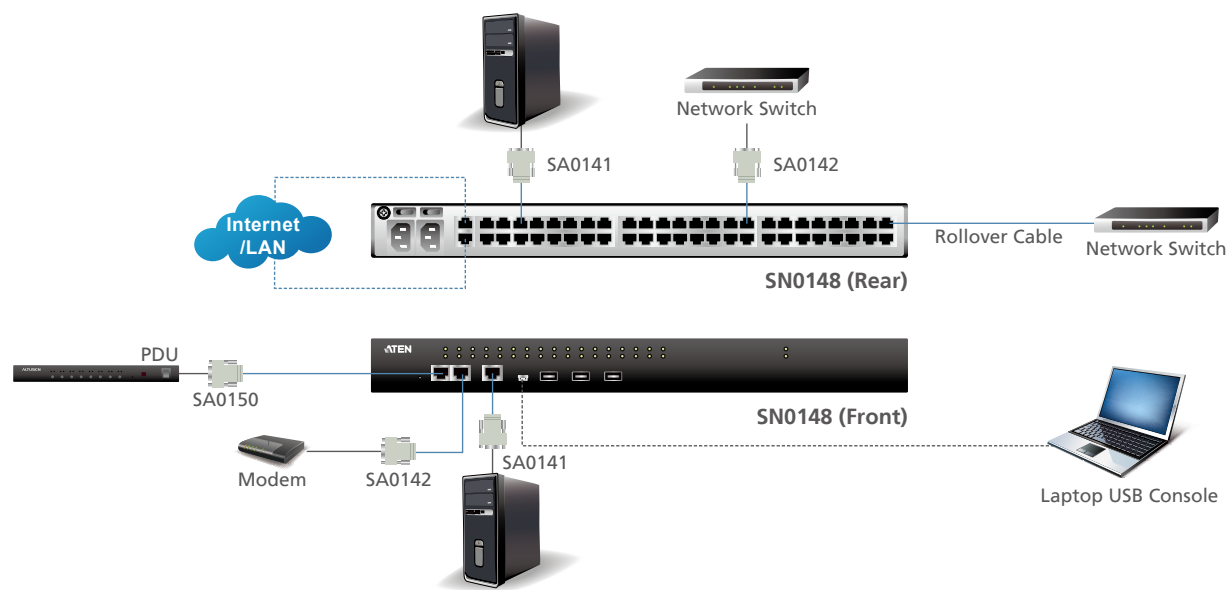 Network Switch
SA0141
SA0142
Internet
/LAN
Rollover Cable
Network Switch
SN0148 (Rear)
PDU
ALTUSEN
SA0150
ATEN
SN0148 (Front)
Modem
SA0142
SA0141
Laptop USB Console